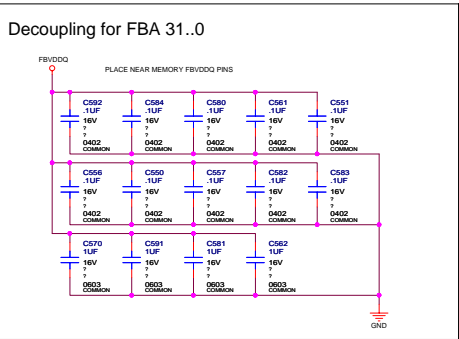 Decoupling for FBA 31..0
FBVDDQ
PLACE NEAR MEMORY FBVDDQ PINS
C592 C584 C580 C561 C551
.1UF .1UF .1UF .1UF .1UF
16V 16V 16V 16V 16V
? ? ? ? ?
? ? ? ? ?
0402 0402 0402 0402 0402
COMMON COMMON COMMON COMMON COMMON
C556 C550 C557 C582 C583
.1UF .1UF .1UF .1UF .1UF
16V 16V 16V 16V 16V
? ? ? ? ?
? ? ? ? ?
0402 0402 0402 0402 0402
COMMON COMMON COMMON COMMON COMMON
C570 C591 C581 C562
1UF 1UF 1UF 1UF
16V 16V 16V 16V
? ? ? ?
? ? ? ?
0603 0603 0603 0603
COMMON COMMON COMMON COMMON
GND